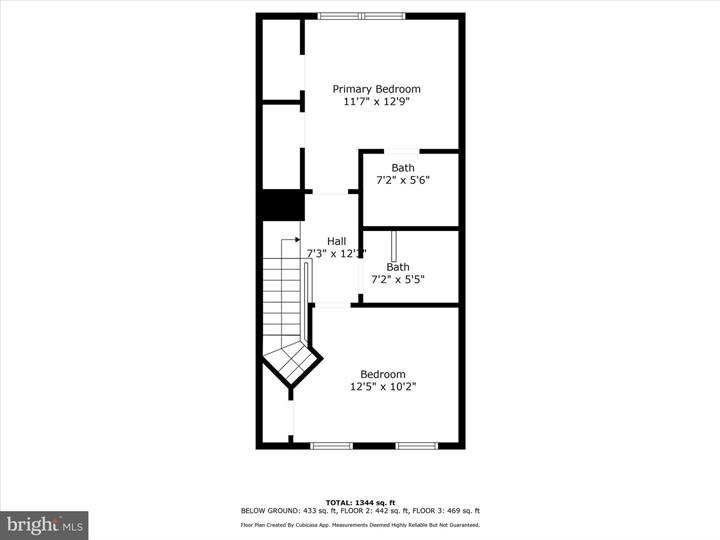 Primary Bedroom
11'7" x 12'9"
Bath
7'2" x 5'6"
Hall
7'3" x 12'3"
Bath
7'2" x 5'5"
Bedroom
12'5" x 10'2"
TOTAL: 1344 sq. ft
BELOW GROUND: 433 sq. ft, FLOOR 2: 442 sq. ft, FLOOR 3: 469 sq. ft
Floor Plan Created By Cubicasa App. Measurements Deemed Highly Reliable But Not Guaranteed.
bright MLS